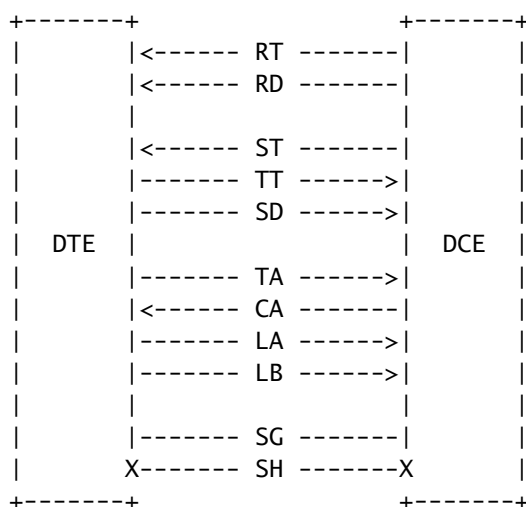 +-------+                +-------+
|       |<------ RT -------|       |
|       |<------ RD -------|       |
|       |                  |       |
|       |<------ ST -------|       |
|       |------- TT ------>|       |
|       |------- SD ------>|       |
|  DTE  |                  |  DCE  |
|       |------- TA ------>|       |
|       |<------ CA -------|       |
|       |------- LA ------>|       |
|       |------- LB ------>|       |
|       |                  |       |
|       |------- SG -------|       |
|       X------- SH -------X       |
+-------+                +-------+